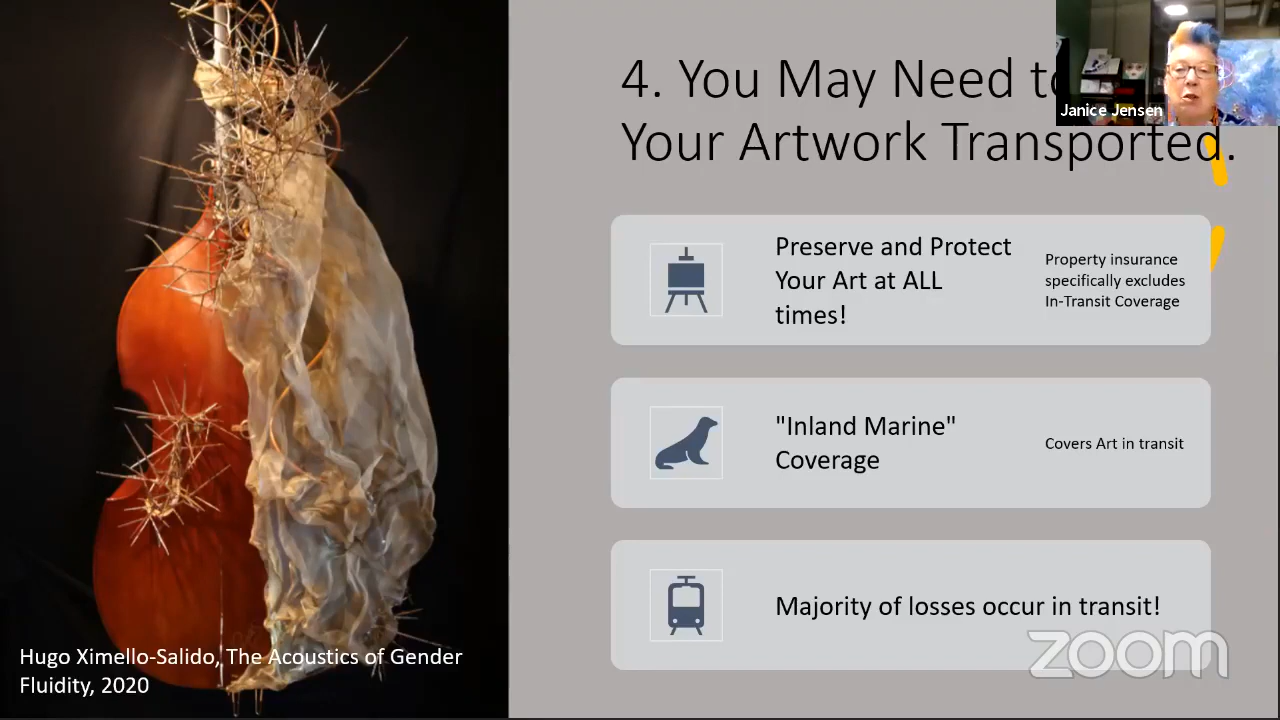 4. You May Need to
Your Artwork Transported.
Janice Jensen
Preserve and Protect
Your Art at ALL
times!
Property insurance
specifically excludes
In-Transit Coverage
"Inland Marine"
Coverage
Covers Art in transit
Majority of losses occur in transit!
zoom
Hugo Ximello-Salido, The Acoustics of Gender
Fluidity, 2020